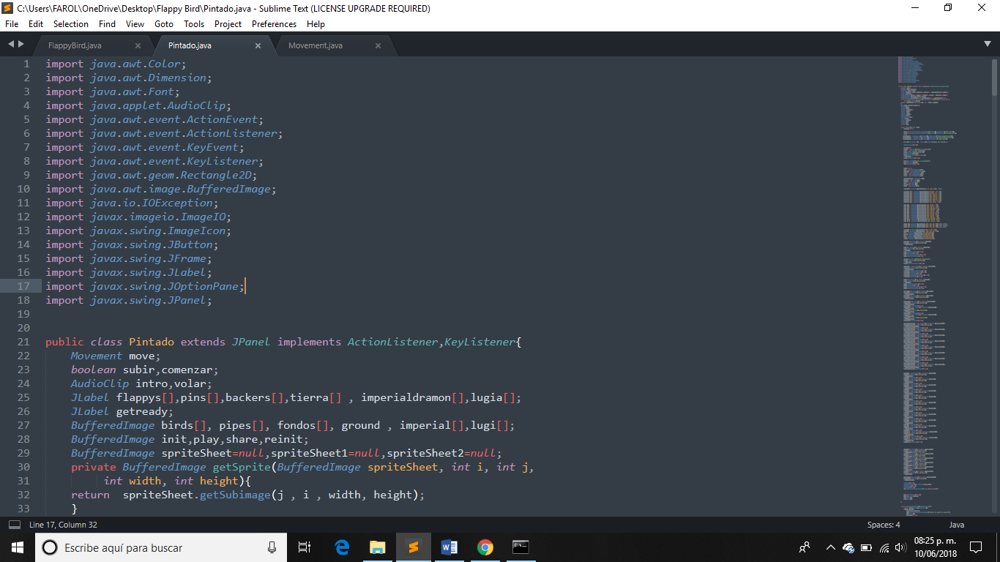 C:\Users\FAROL\OneDrive\Desktop\Flappy Bird\Pintado.java - Sublime Text (LICENSE UPGRADE REQUIRED)
File Edit Selection Find View Goto Tools Project Preferences Help
FlappyBird.java Pintado.java Movement.java
1 import java.awt.Color;
2 import java.awt.Dimension;
3 import java.awt.Font;
4 import java.applet.AudioClip;
5 import java.awt.event.ActionEvent;
6 import java.awt.event.ActionListener;
7 import java.awt.event.KeyEvent;
8 import java.awt.event.KeyListener;
9 import java.awt.geom.Rectangle2D;
10 import java.awt.image.BufferedImage;
11 import java.io.IOException;
12 import javax.imageio.ImageIO;
13 import javax.swing.ImageIcon;
14 import javax.swing.JButton;
15 import javax.swing.JFrame;
16 import javax.swing.JLabel;
17 import javax.swing.JOptionPane;
18 import javax.swing.JPanel;
19
20
21 public class Pintado extends JPanel implements ActionListener,KeyListener{
22 Movement move;
23 boolean subir,comenzar;
24 AudioClip intro,volar;
25 JLabel flappys[],pins[],backers[],tierra[] , imperialdramon[],lugia[];
26 JLabel getready;
27 BufferedImage birds[], pipes[], fondos[], ground , imperial[],lugi[];
28 BufferedImage init,play,share,reinit;
29 BufferedImage spriteSheet=null,spriteSheet1=null,spriteSheet2=null;
30 private BufferedImage getSprite(BufferedImage spriteSheet, int i, int j,
31 int width, int height){
32 return spriteSheet.getSubimage(j , i , width, height);
33 }
Line 17, Column 32 Spaces: 4 Java
Escribe aquí para buscar
08:25 p. m.
10/06/2018